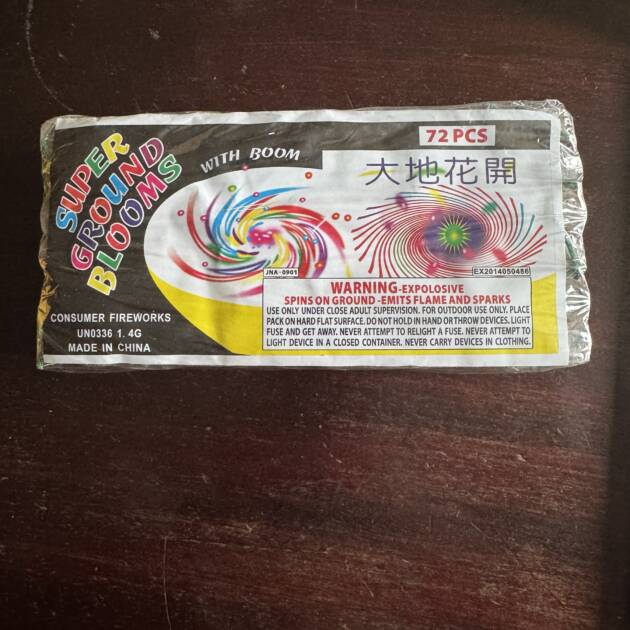 SUPER
GROUND
BLOOMS
WITH BOOM
72 PCS
大地花開
JNA-0901
EX2014050486
WARNING-EXPOLOSIVE
SPINS ON GROUND-EMITS FLAME AND SPARKS
USE ONLY UNDER CLOSE ADULT SUPERVISION. FOR OUTDOOR USE ONLY. PLACE
PACK ON HARD FLAT SURFACE. DO NOT HOLD IN HAND OR THROW DEVICES. LIGHT
FUSE AND GET AWAY. NEVER ATTEMPT TO RELIGHT A FUSE. NEVER ATTEMPT TO
LIGHT DEVICE IN A CLOSED CONTAINER. NEVER CARRY DEVICES IN CLOTHING.
CONSUMER FIREWORKS
UN0336 1. 4G
MADE IN CHINA